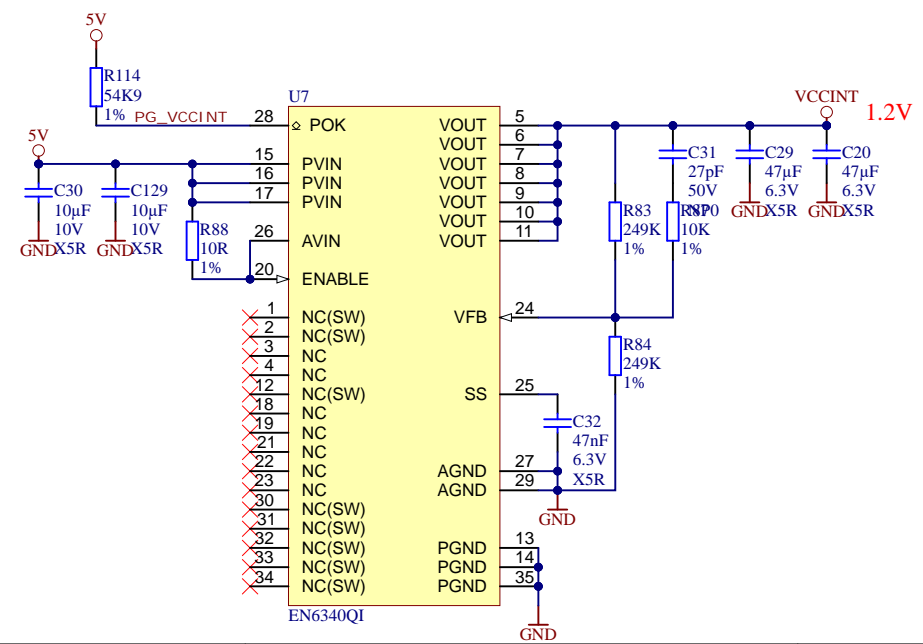 5V
R114
54K9
1%
PG_VCCINT
5V
C30
10µF
10V
X5R
GND
C129
10µF
10V
X5R
GND
R88
10R
1%
U7
28 POK
15 PVIN
16 PVIN
17 PVIN
26 AVIN
20 ENABLE
1 NC(SW)
2 NC(SW)
3 NC
4 NC
12 NC(SW)
18 NC
19 NC
21 NC
22 NC
23 NC
30 NC(SW)
31 NC(SW)
32 NC(SW)
33 NC(SW)
34 NC(SW)
VOUT 5
VOUT 6
VOUT 7
VOUT 8
VOUT 9
VOUT 10
VOUT 11
VFB 24
SS 25
AGND 27
AGND 29
PGND 13
PGND 14
PGND 35
EN6340QI
R83
249K
1%
C31
27pF
50V
NP0
R87
10K
1%
C29
47µF
6.3V
X5R
GND
VCCINT
1.2V
C20
47µF
6.3V
X5R
GND
R84
249K
1%
C32
47nF
6.3V
X5R
GND
GND